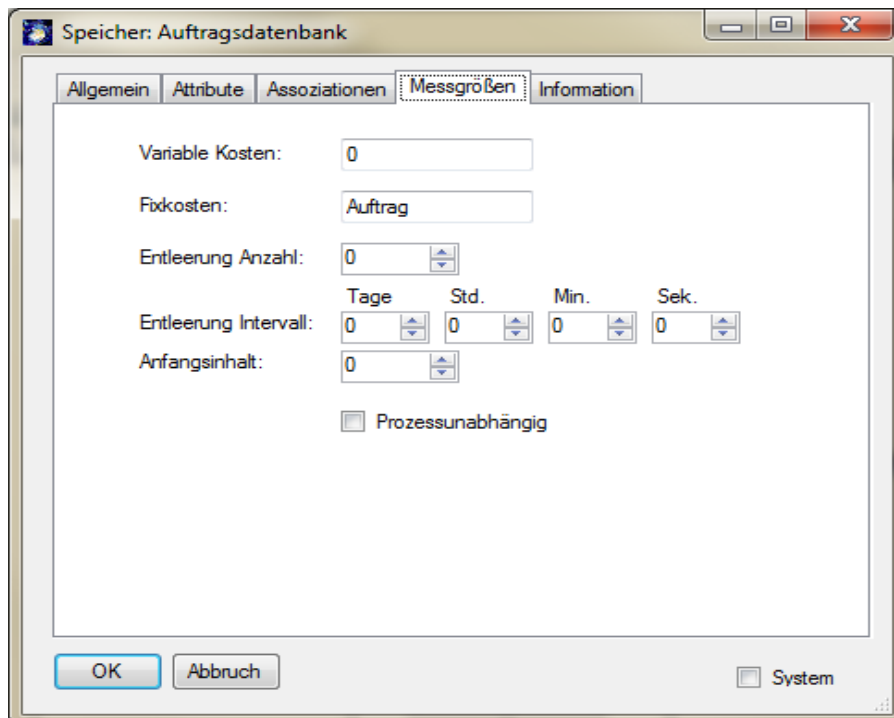 Speicher: Auftragsdatenbank
Allgemein Attribute Assoziationen Messgrößen Information
Variable Kosten: 0
Fixkosten: Auftrag
Entleerung Anzahl: 0
Tage Std. Min. Sek.
Entleerung Intervall: 0 0 0 0
Anfangsinhalt: 0
Prozessunabhängig
OK Abbruch System